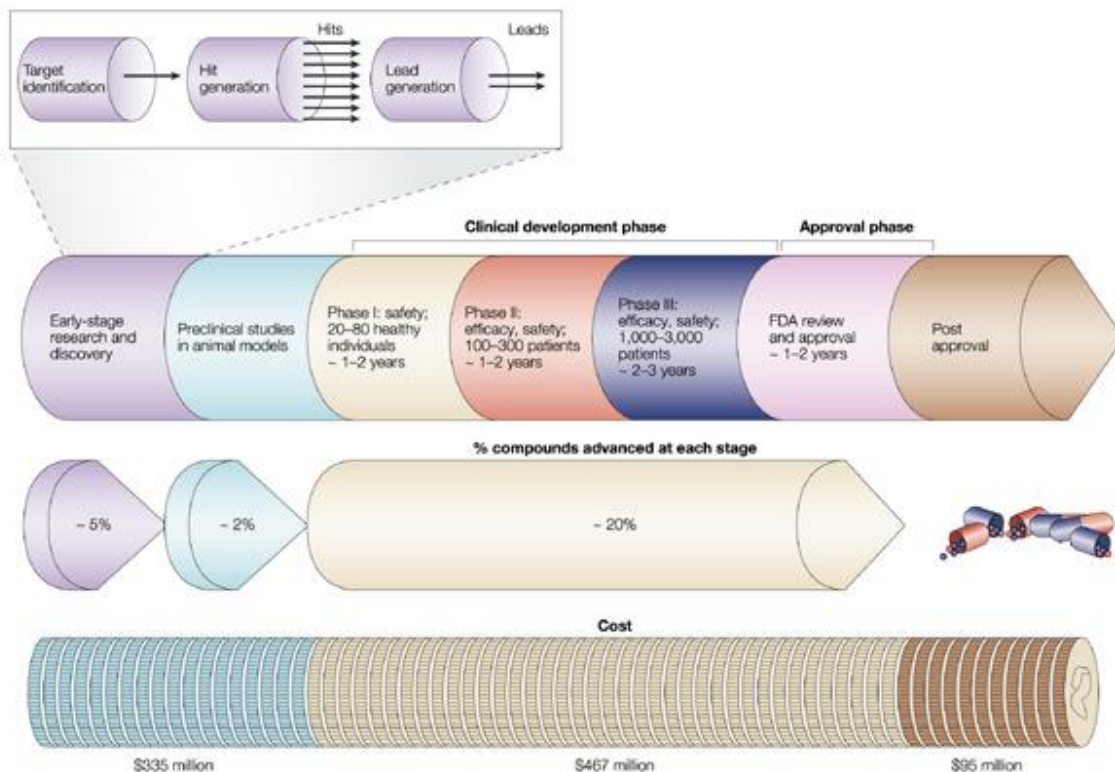 Hits
Leads
Target
identification
Hit
generation
Lead
generation
Clinical development phase
Approval phase
Early-stage
research and
discovery
Preclinical studies
in animal models
Phase I: safety;
20–80 healthy
individuals
~ 1–2 years
Phase II:
efficacy, safety;
100–300 patients
~ 1–2 years
Phase III:
efficacy, safety;
1,000–3,000
patients
~ 2–3 years
FDA review
and approval
~ 1–2 years
Post
approval
% compounds advanced at each stage
~ 5%
~ 2%
~ 20%
Cost
$335 million
$467 million
$95 million